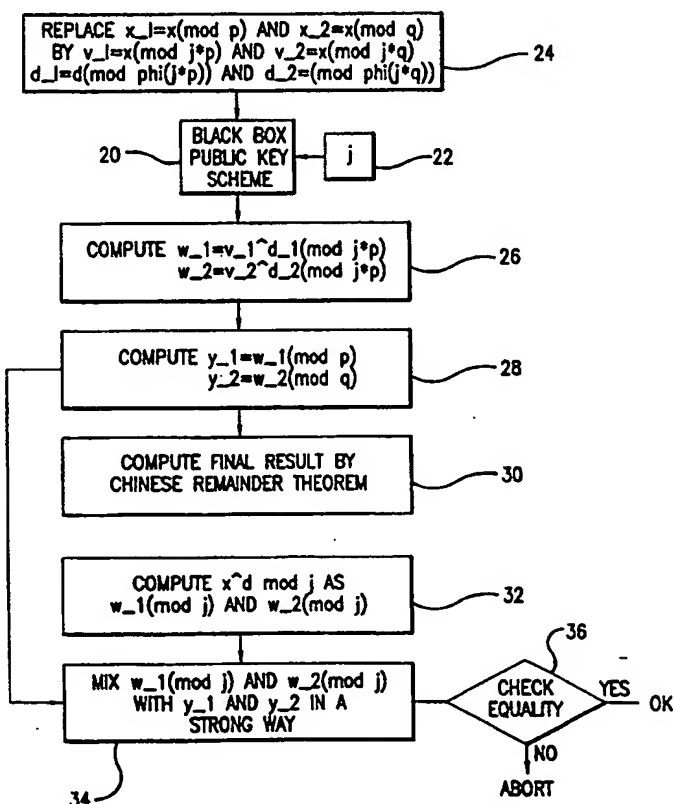 REPLACE x_1=x(mod p) AND x_2=x(mod q)
BY v_1=x(mod j*p) AND v_2=x(mod j*q)
d_1=d(mod phi(j*p)) AND d_2=(mod phi(j*q))
24
BLACK BOX
PUBLIC KEY
SCHEME
20
j
22
COMPUTE w_1=v_1^d_1(mod j*p)
w_2=v_2^d_2(mod j*p)
26
COMPUTE y_1=w_1(mod p)
y_2=w_2(mod q)
28
COMPUTE FINAL RESULT BY
CHINESE REMAINDER THEOREM
30
COMPUTE x^d mod j AS
w_1(mod j) AND w_2(mod j)
32
MIX w_1(mod j) AND w_2(mod j)
WITH y_1 AND y_2 IN A
STRONG WAY
34
36
CHECK
EQUALITY
YES
OK
NO
ABORT